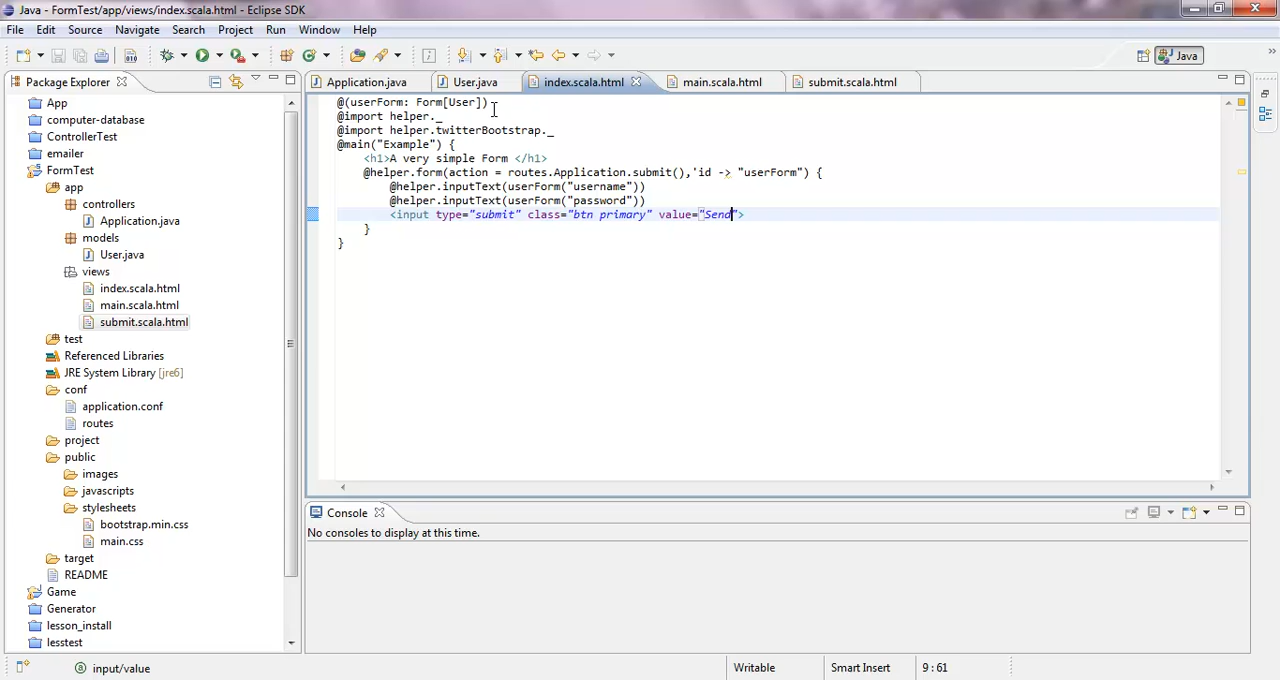 Java - FormTest/app/views/index.scala.html - Eclipse SDK
File Edit Source Navigate Search Project Run Window Help
Java
Package Explorer
App
computer-database
ControllerTest
emailer
FormTest
app
controllers
Application.java
models
User.java
views
index.scala.html
main.scala.html
submit.scala.html
test
Referenced Libraries
JRE System Library [jre6]
conf
application.conf
routes
project
public
images
javascripts
stylesheets
bootstrap.min.css
main.css
target
README
Game
Generator
lesson_install
lesstest
Application.java User.java index.scala.html main.scala.html submit.scala.html
@(userForm: Form[User])
@import helper._
@import helper.twitterBootstrap._
@main("Example") {
<h1>A very simple Form </h1>
@helper.form(action = routes.Application.submit(),'id -> "userForm") {
@helper.inputText(userForm("username"))
@helper.inputText(userForm("password"))
<input type="submit" class="btn primary" value="Send">
}
}
Console
No consoles to display at this time.
input/value Writable Smart Insert 9 : 61